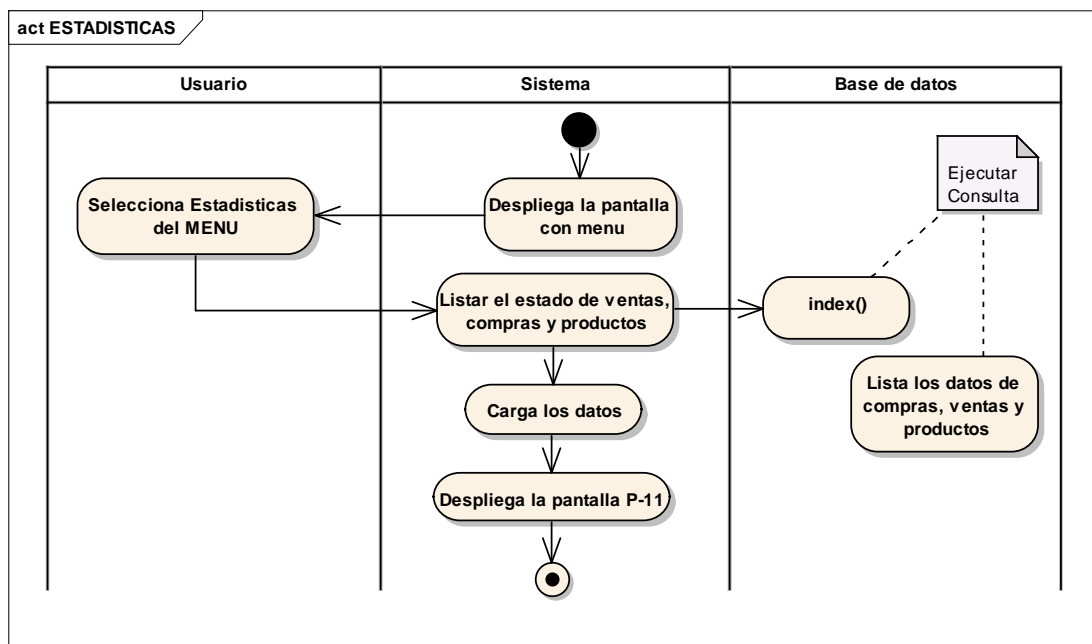 act ESTADISTICAS
Usuario
Sistema
Base de datos
Ejecutar
Consulta
Selecciona Estadisticas
del MENU
Despliega la pantalla
con menu
Listar el estado de ventas,
compras y productos
index()
Lista los datos de
compras, ventas y
productos
Carga los datos
Despliega la pantalla P-11